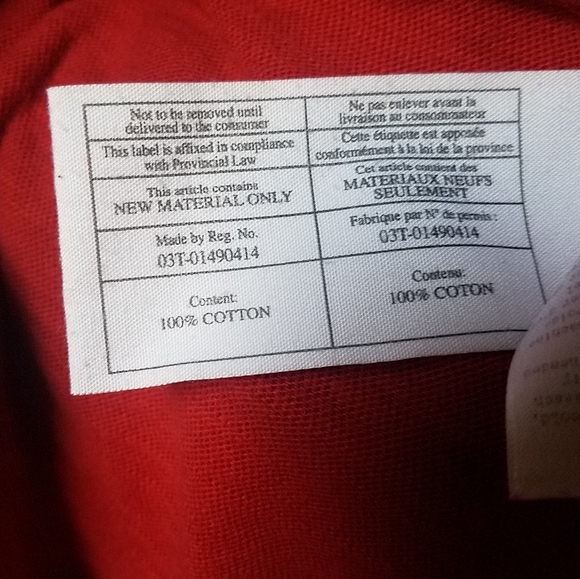 Not to be removed until
delivered to the consumer
This label is affixed in compliance
with Provincial Law
This article contains
NEW MATERIAL ONLY
Made by Reg. No.
03T-01490414
Content:
100% COTTON
Ne pas enlever avant la
livraison au consommateur
Cette étiquette est apposée
conformément à la loi de la province
Cet article contient des
MATERIAUX NEUFS
SEULEMENT
Fabrique par Nº de permis :
03T-01490414
Contenu:
100% COTON